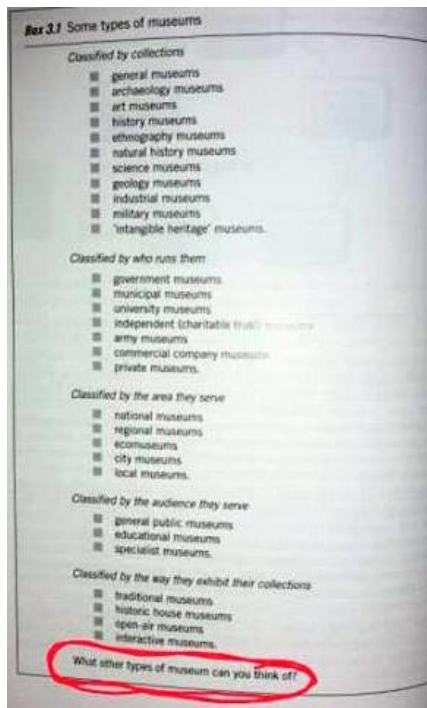 Box 3.1 Some types of museums
Classified by collections
general museums
archaeology museums
art museums
history museums
ethnography museums
natural history museums
science museums
geology museums
industrial museums
military museums
'intangible heritage' museums.
Classified by who runs them
government museums
municipal museums
university museums
independent (charitable trust) museums
army museums
commercial company museums
private museums.
Classified by the area they serve
national museums
regional museums
ecomuseums
city museums
local museums.
Classified by the audience they serve
general public museums
educational museums
specialist museums.
Classified by the way they exhibit their collections
traditional museums
historic house museums
open-air museums
interactive museums.
What other types of museum can you think of?